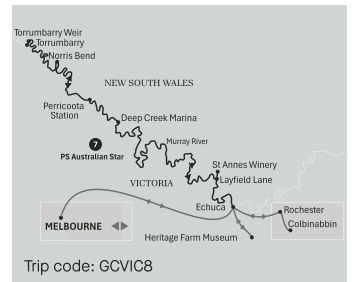 Torrumbarry Weir
Torrumbarry
Norris Bend
NEW SOUTH WALES
Perricoota
Station
Deep Creek Marina
7
PS Australian Star
Murray River
St Annes Winery
VICTORIA
Layfield Lane
Echuca
Rochester
MELBOURNE
Colbinabbin
Heritage Farm Museum
Trip code: GCVIC8